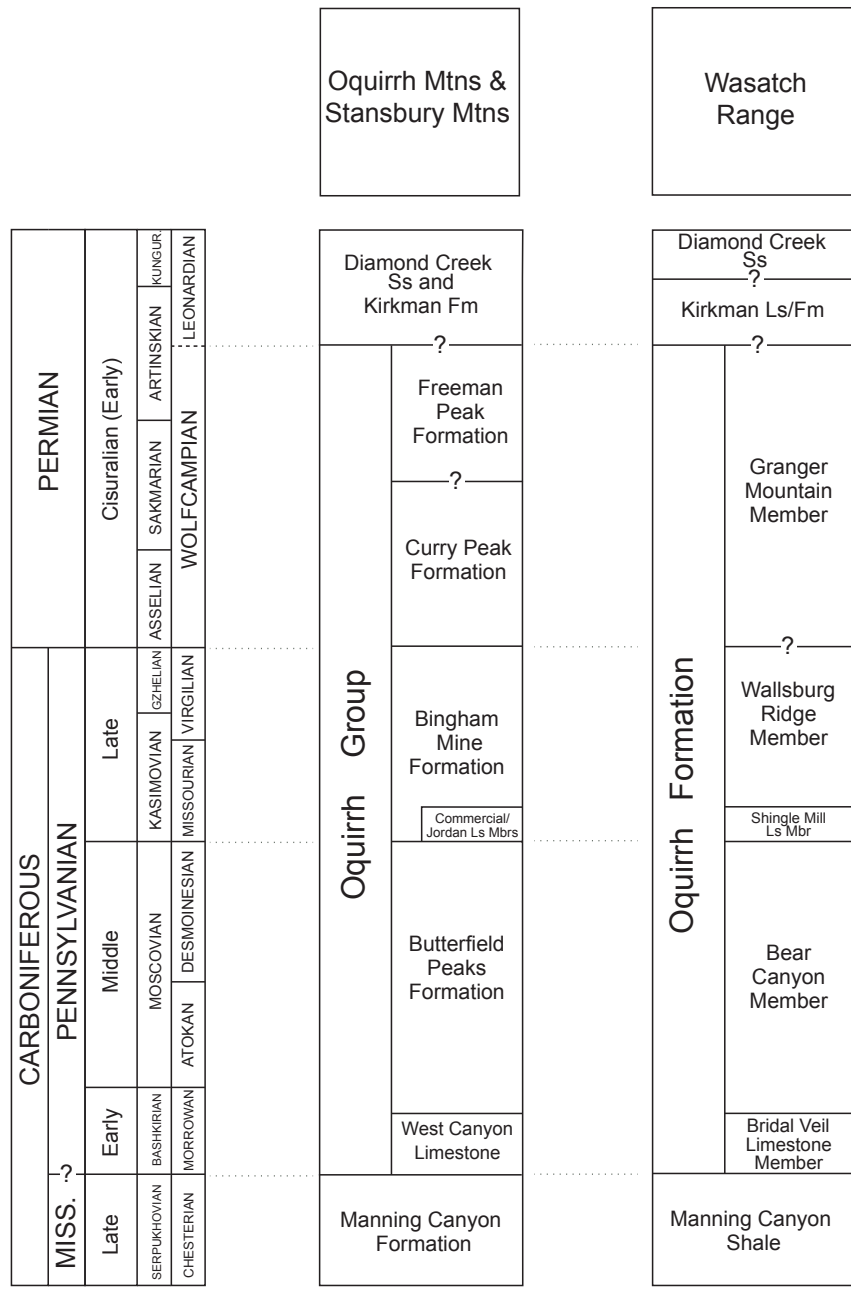 Oquirrh Mtns &
Stansbury Mtns
Wasatch
Range
PERMIAN
CARBONIFEROUS
PENNSYLVANIAN
?
MISS.
Cisuralian (Early)
Late
Middle
Early
Late
KUNGUR.
ARTINSKIAN
SAKMARIAN
ASSELIAN
GZHELIAN
KASIMOVIAN
MOSCOVIAN
BASHKIRIAN
SERPUKHOVIAN
LEONARDIAN
WOLFCAMPIAN
VIRGILIAN
MISSOURIAN
DESMOINESIAN
ATOKAN
MORROWAN
CHESTERIAN
Diamond Creek
Ss and
Kirkman Fm
?
Oquirrh Group
Freeman
Peak
Formation
?
Curry Peak
Formation
Bingham
Mine
Formation
Commercial/
Jordan Ls Mbrs
Butterfield
Peaks
Formation
West Canyon
Limestone
Manning Canyon
Formation
Diamond Creek
Ss
?
Kirkman Ls/Fm
?
Oquirrh Formation
Granger
Mountain
Member
?
Wallsburg
Ridge
Member
Shingle Mill
Ls Mbr
Bear
Canyon
Member
Bridal Veil
Limestone
Member
Manning Canyon
Shale